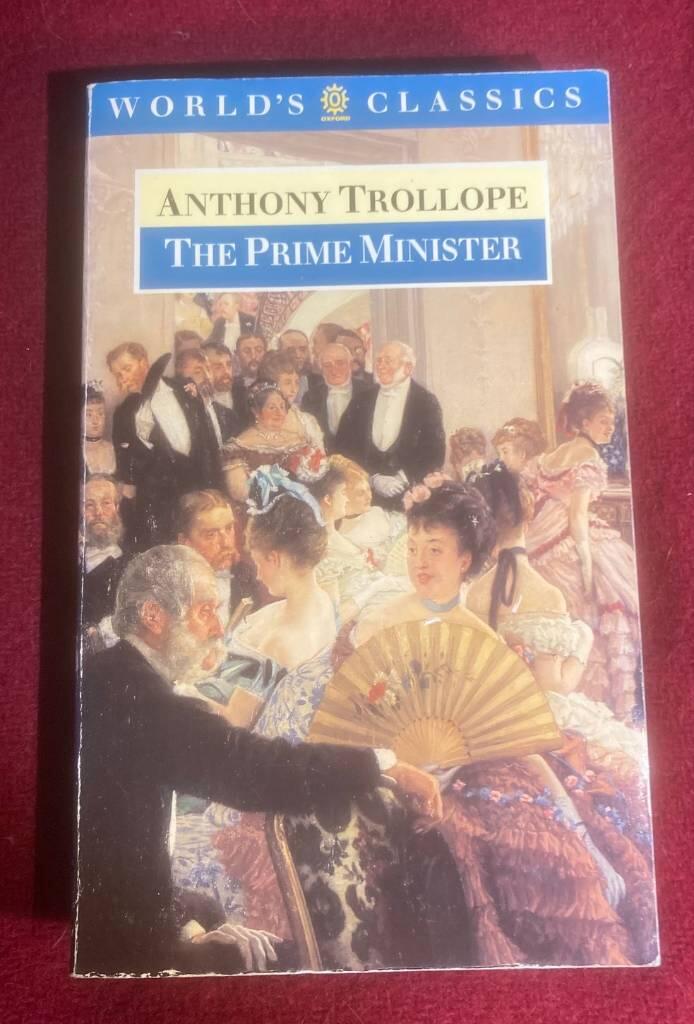 WORLD'S OXFORD CLASSICS
ANTHONY TROLLOPE
THE PRIME MINISTER